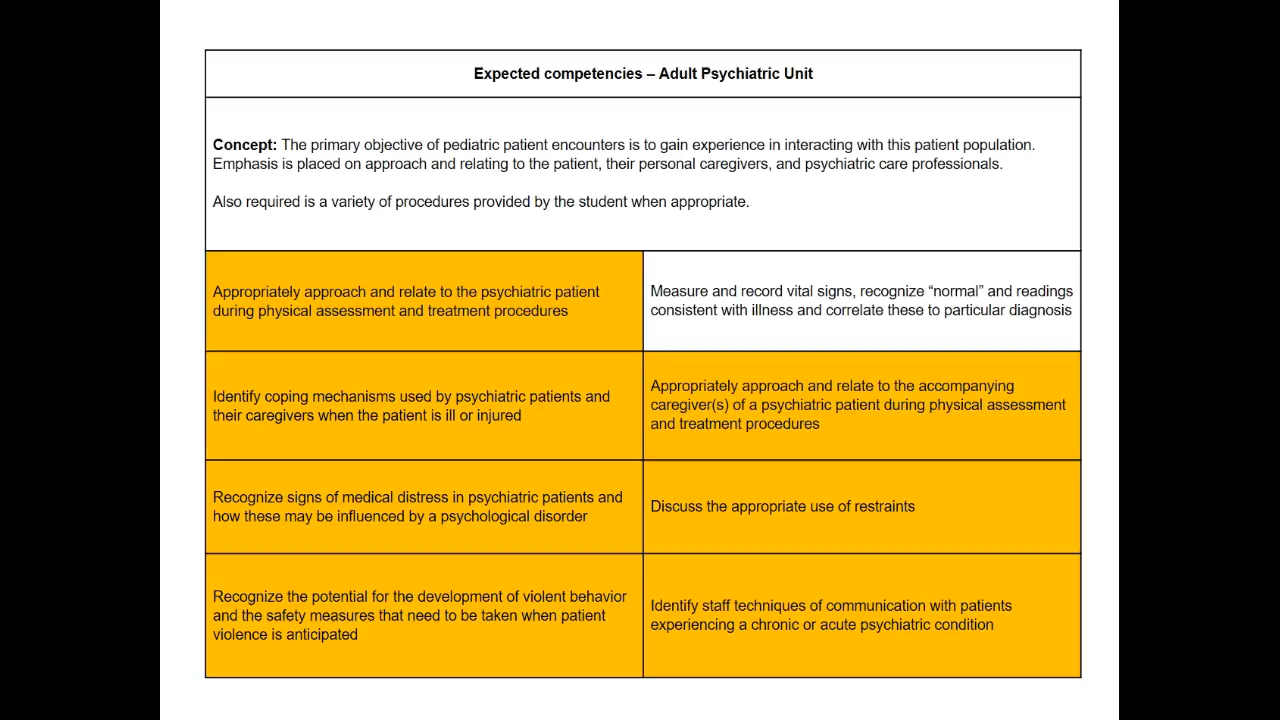 Expected competencies – Adult Psychiatric Unit
Concept: The primary objective of pediatric patient encounters is to gain experience in interacting with this patient population.
Emphasis is placed on approach and relating to the patient, their personal caregivers, and psychiatric care professionals.
Also required is a variety of procedures provided by the student when appropriate.
Appropriately approach and relate to the psychiatric patient
during physical assessment and treatment procedures
Measure and record vital signs, recognize “normal” and readings
consistent with illness and correlate these to particular diagnosis
Identify coping mechanisms used by psychiatric patients and
their caregivers when the patient is ill or injured
Appropriately approach and relate to the accompanying
caregiver(s) of a psychiatric patient during physical assessment
and treatment procedures
Recognize signs of medical distress in psychiatric patients and
how these may be influenced by a psychological disorder
Discuss the appropriate use of restraints
Recognize the potential for the development of violent behavior
and the safety measures that need to be taken when patient
violence is anticipated
Identify staff techniques of communication with patients
experiencing a chronic or acute psychiatric condition